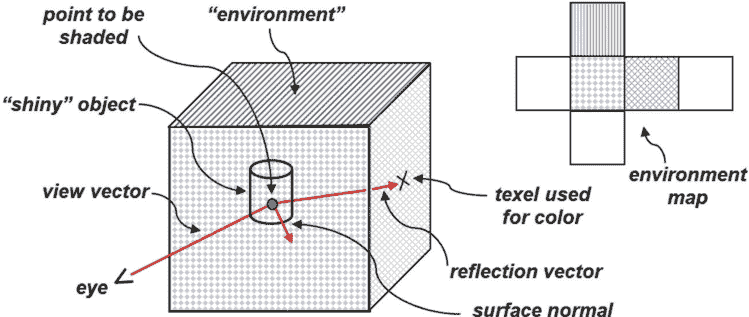 point to be
shaded
“environment”
“shiny” object
view vector
eye
texel used
for color
reflection vector
surface normal
environment
map